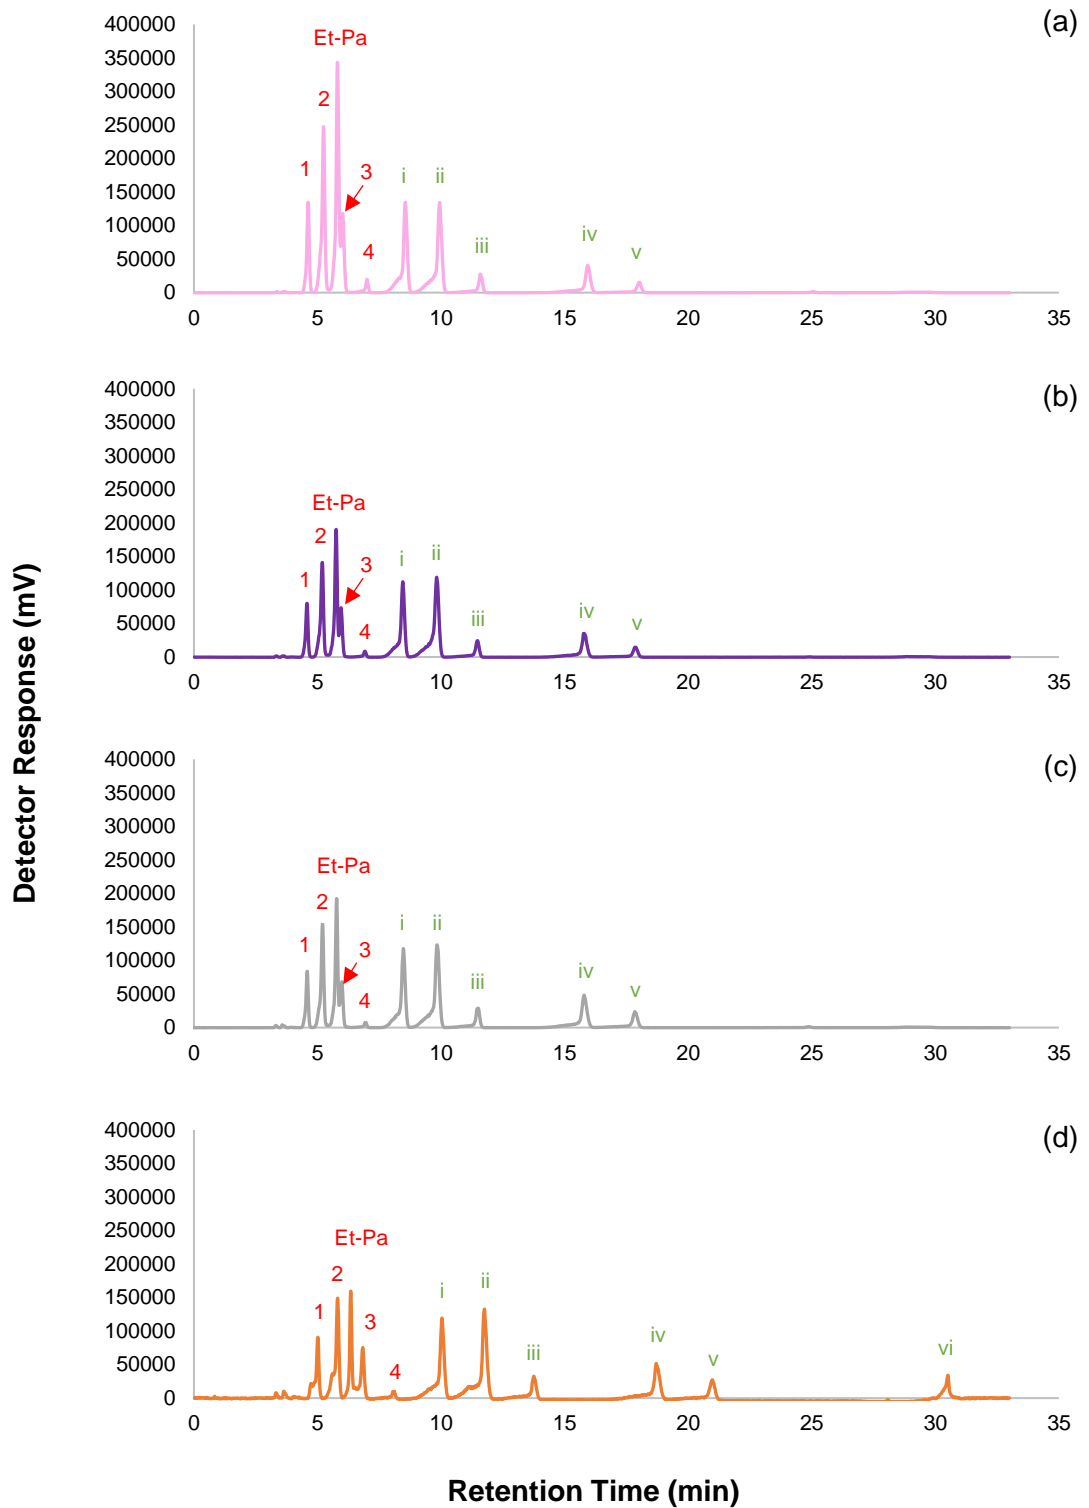 (a)
400000
350000
300000
250000
200000
150000
100000
50000
0
Et-Pa
2
1
3
4
i
ii
iii
iv
v
0 5 10 15 20 25 30 35
(b)
400000
350000
300000
250000
200000
150000
100000
50000
0
Et-Pa
2
1
3
4
i
ii
iii
iv
v
0 5 10 15 20 25 30 35
(c)
400000
350000
300000
250000
200000
150000
100000
50000
0
Et-Pa
2
1
3
4
i
ii
iii
iv
v
0 5 10 15 20 25 30 35
(d)
400000
350000
300000
250000
200000
150000
100000
50000
0
Et-Pa
2
1
3
4
i
ii
iii
iv
v
vi
0 5 10 15 20 25 30 35
Detector Response (mV)
Retention Time (min)